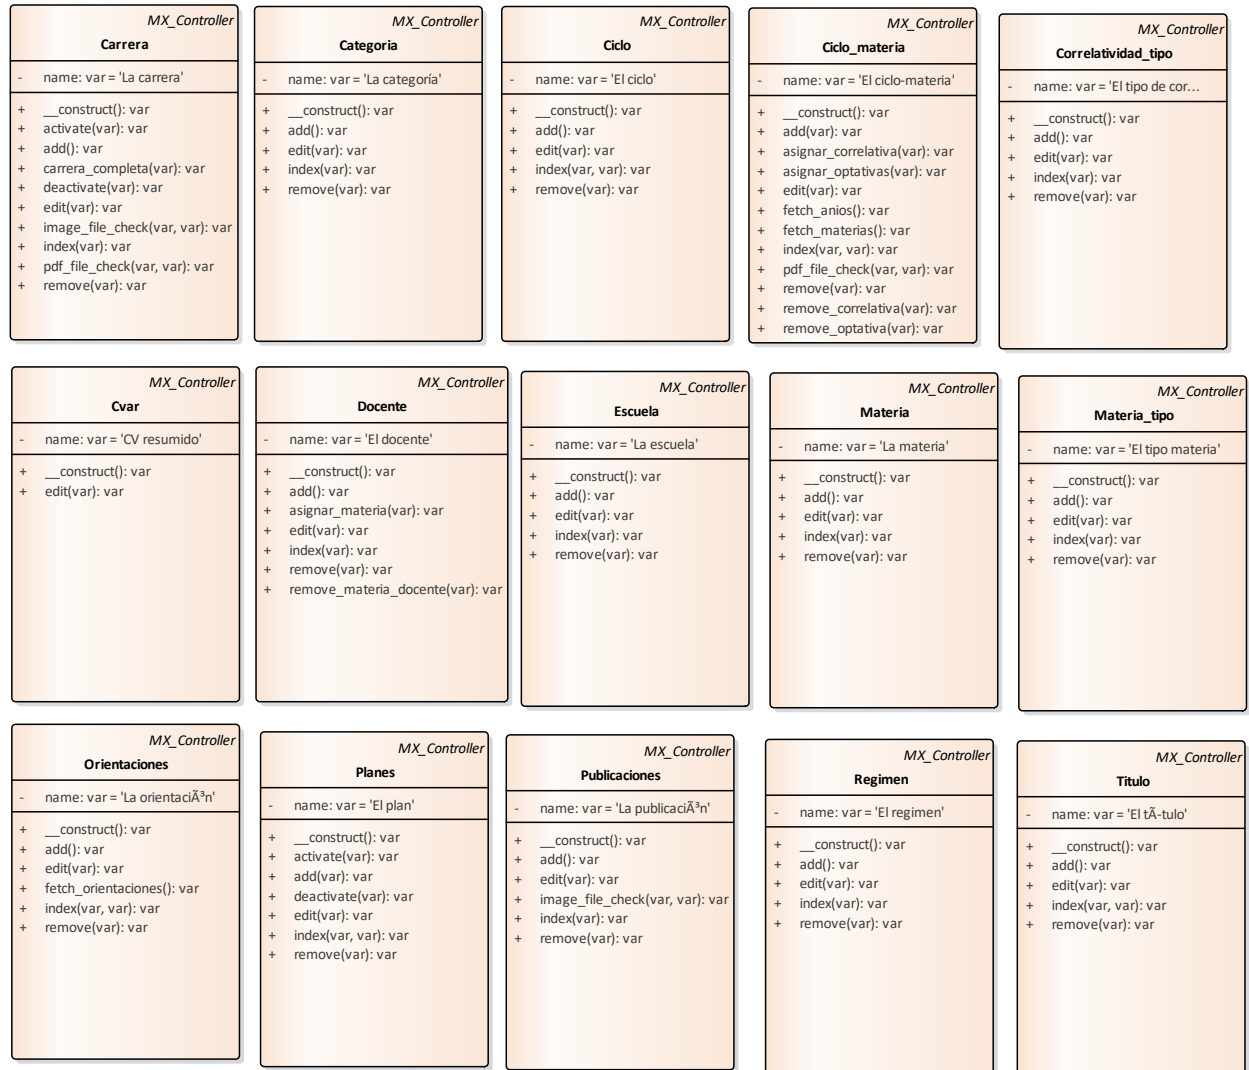 MX_Controller
Carrera
- name: var = 'La carrera'
+ __construct(): var
+ activate(var): var
+ add(): var
+ carrera_completa(var): var
+ deactivate(var): var
+ edit(var): var
+ image_file_check(var, var): var
+ index(var): var
+ pdf_file_check(var, var): var
+ remove(var): var
MX_Controller
Categoria
- name: var = 'La categoría'
+ __construct(): var
+ add(): var
+ edit(var): var
+ index(var): var
+ remove(var): var
MX_Controller
Ciclo
- name: var = 'El ciclo'
+ __construct(): var
+ add(): var
+ edit(var): var
+ index(var, var): var
+ remove(var): var
MX_Controller
Ciclo_materia
- name: var = 'El ciclo-materia'
+ __construct(): var
+ add(var): var
+ asignar_correlativa(var): var
+ asignar_optativas(var): var
+ edit(var): var
+ fetch_anios(): var
+ fetch_materias(): var
+ index(var, var): var
+ pdf_file_check(var, var): var
+ remove(var): var
+ remove_correlativa(var): var
+ remove_optativa(var): var
MX_Controller
Correlatividad_tipo
- name: var = 'El tipo de cor...
+ __construct(): var
+ add(): var
+ edit(var): var
+ index(var): var
+ remove(var): var
MX_Controller
Cvar
- name: var = 'CV resumido'
+ __construct(): var
+ edit(var): var
MX_Controller
Docente
- name: var = 'El docente'
+ __construct(): var
+ add(): var
+ asignar_materia(var): var
+ edit(var): var
+ index(var): var
+ remove(var): var
+ remove_materia_docente(var): var
MX_Controller
Escuela
- name: var = 'La escuela'
+ __construct(): var
+ add(): var
+ edit(var): var
+ index(var): var
+ remove(var): var
MX_Controller
Materia
- name: var = 'La materia'
+ __construct(): var
+ add(): var
+ edit(var): var
+ index(var): var
+ remove(var): var
MX_Controller
Materia_tipo
- name: var = 'El tipo materia'
+ __construct(): var
+ add(): var
+ edit(var): var
+ index(var): var
+ remove(var): var
MX_Controller
Orientaciones
- name: var = 'La orientaciÃ³n'
+ __construct(): var
+ add(): var
+ edit(var): var
+ fetch_orientaciones(): var
+ index(var, var): var
+ remove(var): var
MX_Controller
Planes
- name: var = 'El plan'
+ __construct(): var
+ activate(var): var
+ add(var): var
+ deactivate(var): var
+ edit(var): var
+ index(var, var): var
+ remove(var): var
MX_Controller
Publicaciones
- name: var = 'La publicaciÃ³n'
+ __construct(): var
+ add(): var
+ edit(var): var
+ image_file_check(var, var): var
+ index(var): var
+ remove(var): var
MX_Controller
Regimen
- name: var = 'El regimen'
+ __construct(): var
+ add(): var
+ edit(var): var
+ index(var): var
+ remove(var): var
MX_Controller
Titulo
- name: var = 'El tÃ-tulo'
+ __construct(): var
+ add(): var
+ edit(var): var
+ index(var, var): var
+ remove(var): var